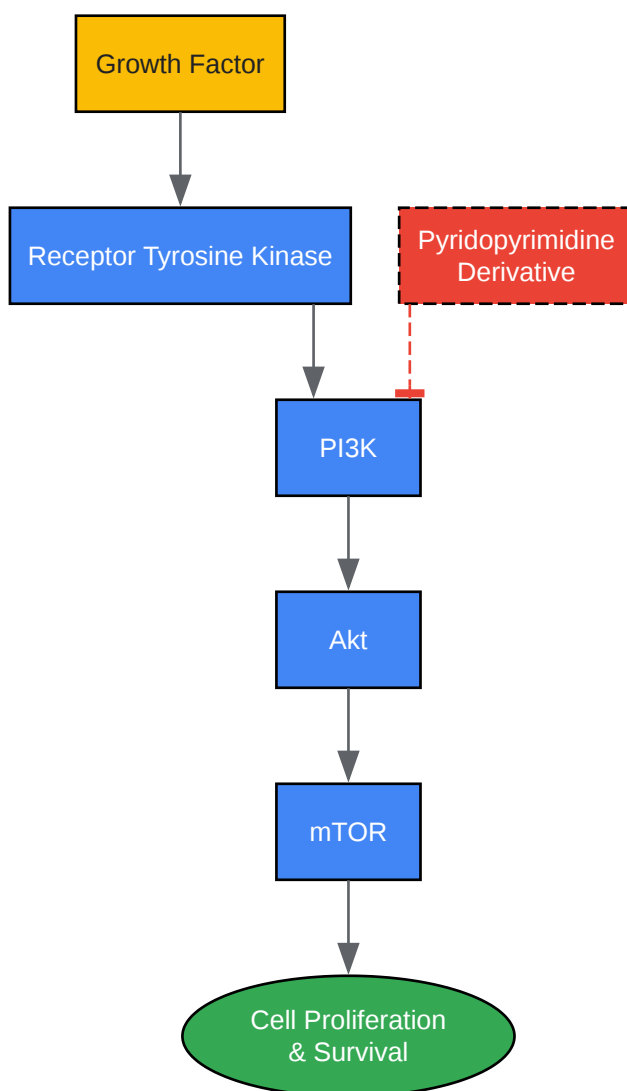 Growth Factor
Receptor Tyrosine Kinase
Pyridopyrimidine
Derivative
PI3K
Akt
mTOR
Cell Proliferation
& Survival